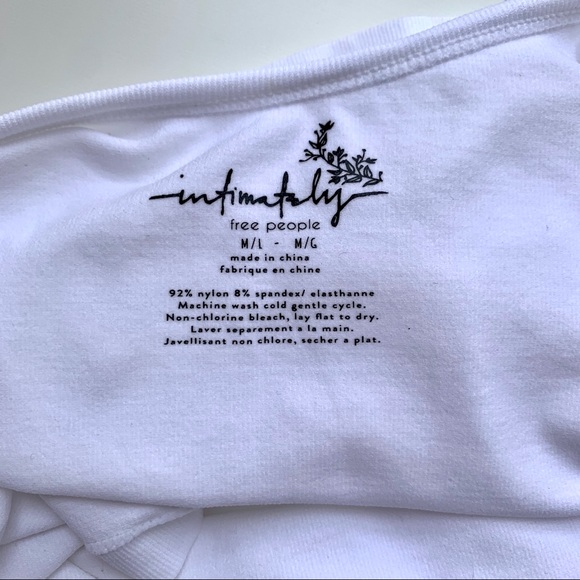 intimately
free people
M/L - M/G
made in china
fabrique en chine
92% nylon 8% spandex/ elasthanne
Machine wash cold gentle cycle.
Non-chlorine bleach, lay flat to dry.
Laver separement a la main.
Javellisant non chlore, secher a plat.